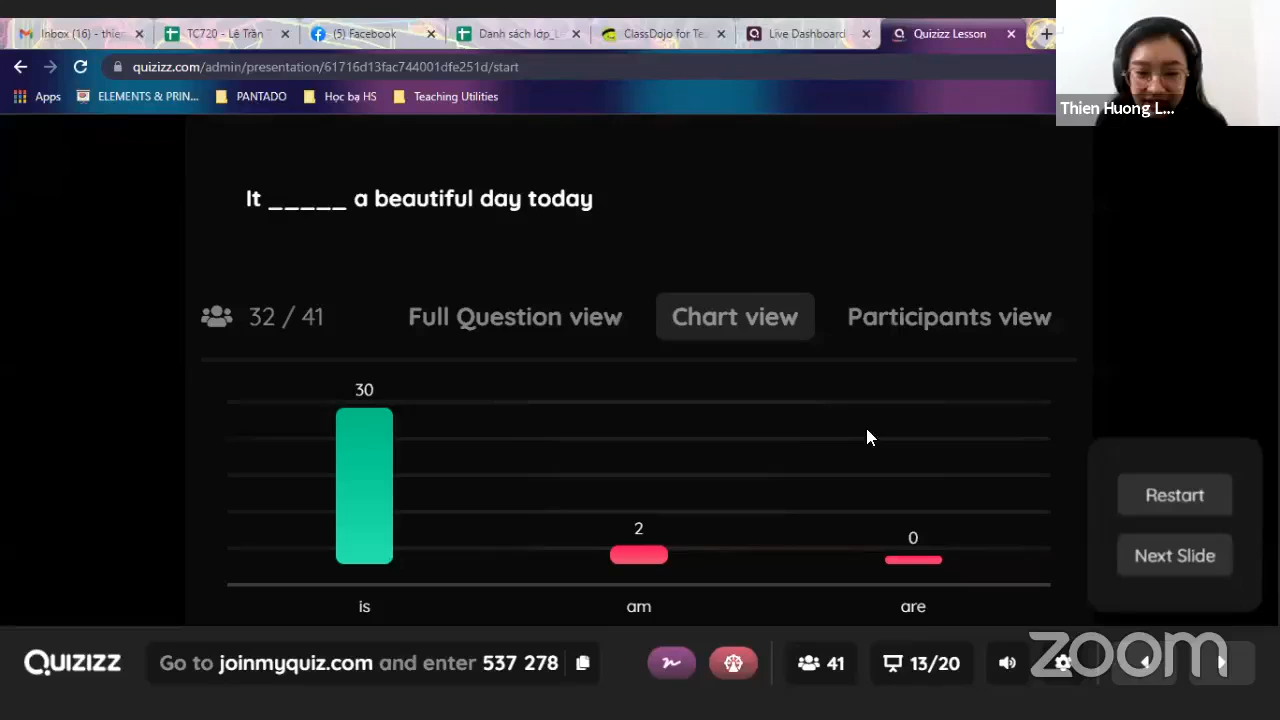 Inbox (16) - thie
TC720 - Lê Trần T
(5) Facebook
Danh sách lớp_L
ClassDojo for Te
Live Dashboard
Quizizz Lesson
quizizz.com/admin/presentation/61716d13fac744001dfe251d/start
Apps
ELEMENTS & PRIN...
PANTADO
Học bạ HS
Teaching Utilities
Thien Huong L...
It _____ a beautiful day today
32 / 41
Full Question view
Chart view
Participants view
30
2
0
is
am
are
Restart
Next Slide
QUIZIZZ
Go to joinmyquiz.com and enter 537 278
41
13/20
zoom